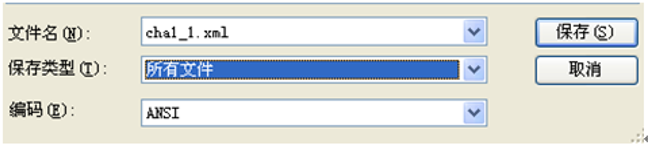 文件名(N): cha1_1.xml 保存(S)
保存类型(T): 所有文件 取消
编码(E): ANSI